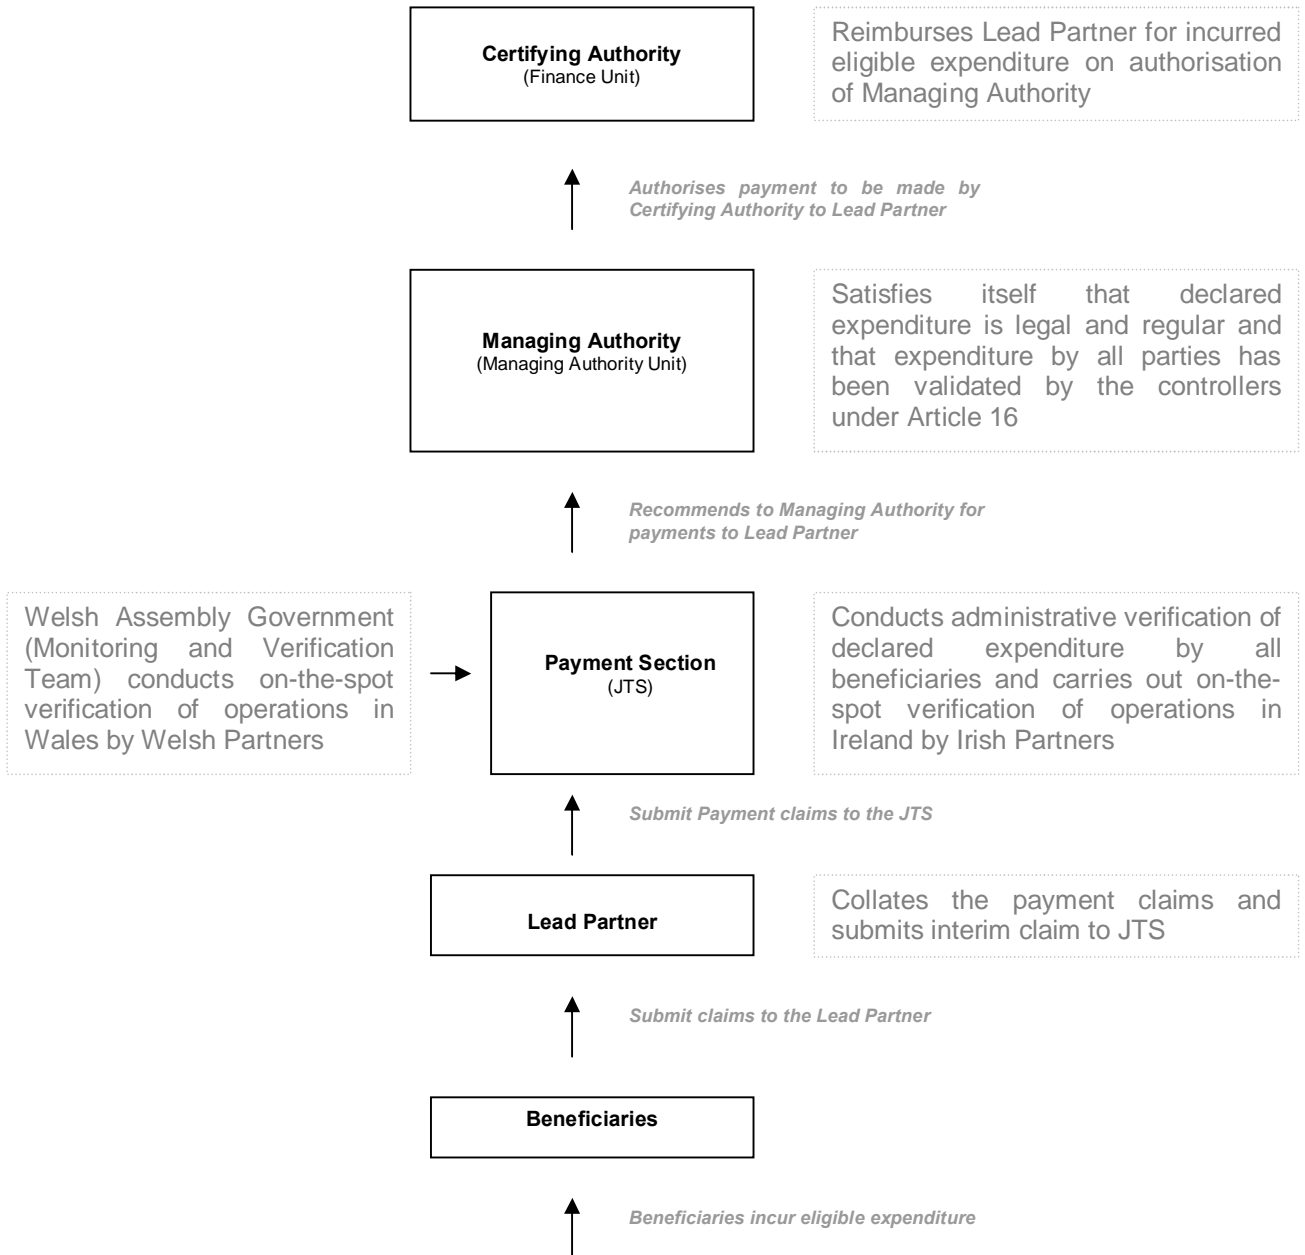 Certifying Authority
(Finance Unit)
Reimburses Lead Partner for incurred
eligible expenditure on authorisation
of Managing Authority
Authorises payment to be made by
Certifying Authority to Lead Partner
Managing Authority
(Managing Authority Unit)
Satisfies itself that declared
expenditure is legal and regular and
that expenditure by all parties has
been validated by the controllers
under Article 16
Recommends to Managing Authority for
payments to Lead Partner
Welsh Assembly Government
(Monitoring and Verification
Team) conducts on-the-spot
verification of operations in
Wales by Welsh Partners
Payment Section
(JTS)
Conducts administrative verification of
declared expenditure by all
beneficiaries and carries out on-the-
spot verification of operations in
Ireland by Irish Partners
Submit Payment claims to the JTS
Lead Partner
Collates the payment claims and
submits interim claim to JTS
Submit claims to the Lead Partner
Beneficiaries
Beneficiaries incur eligible expenditure